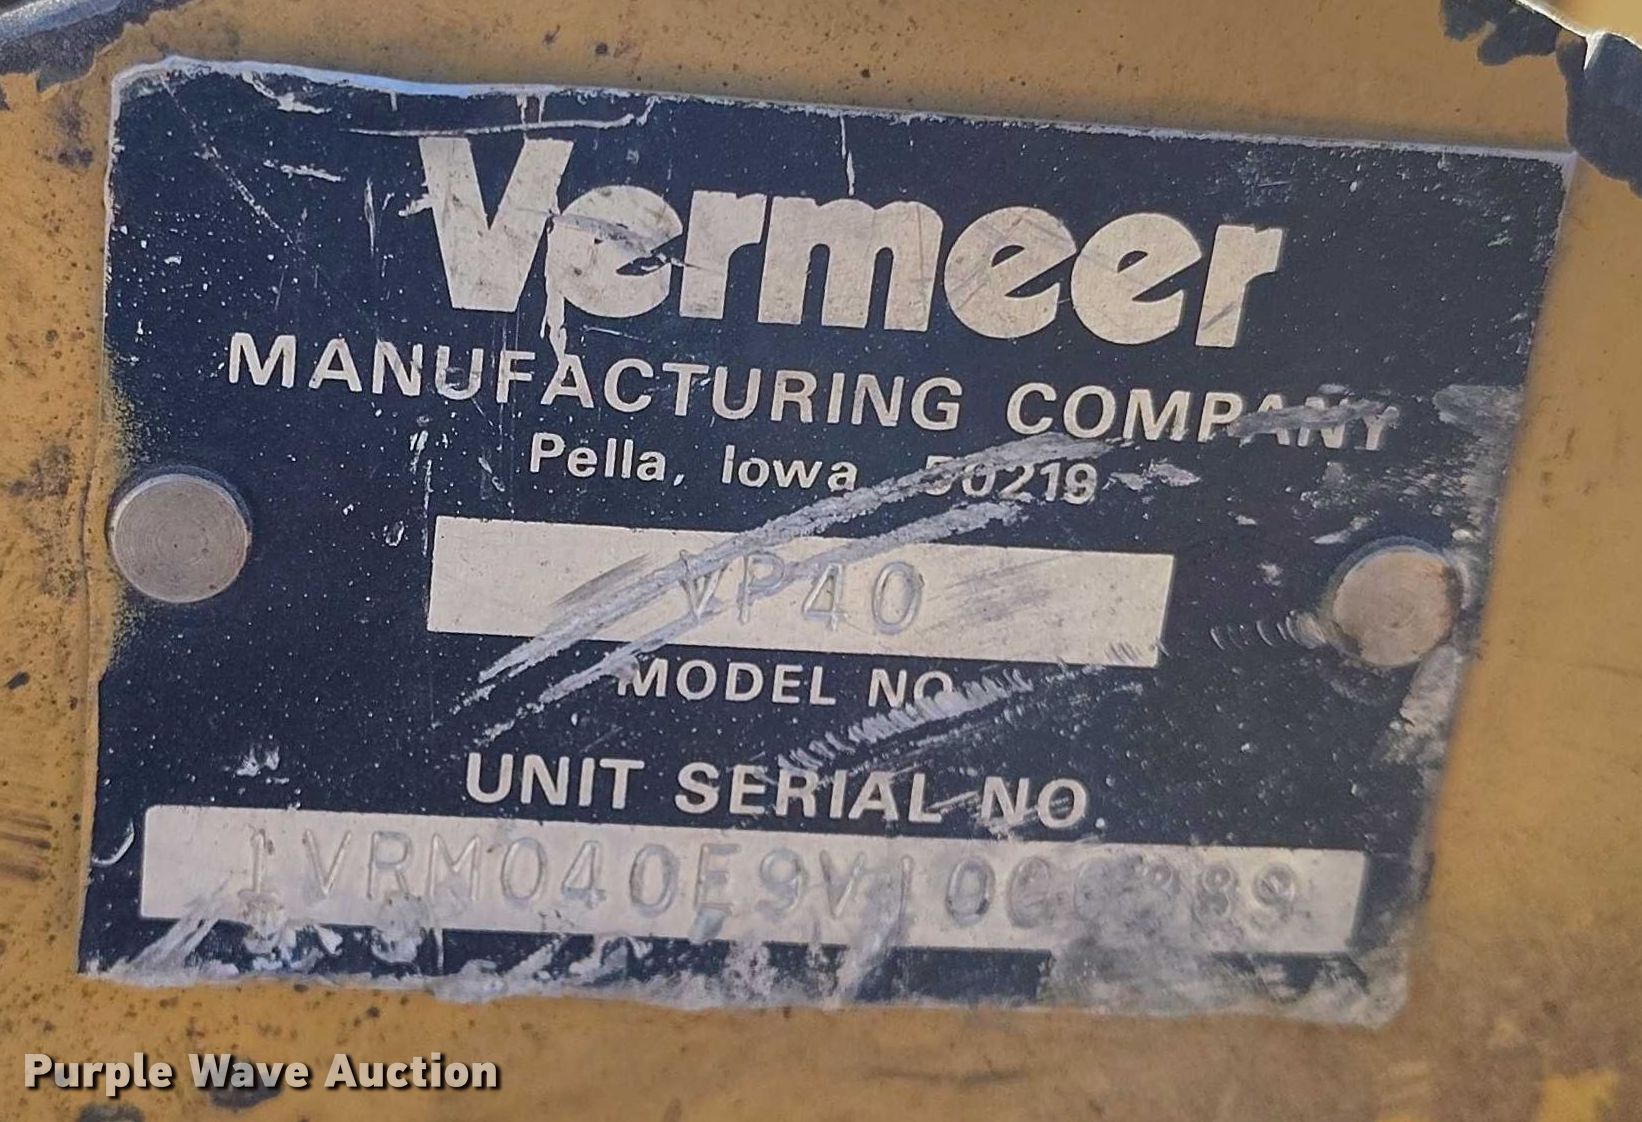 Vermeer
MANUFACTURING COMPANY
Pella, Iowa 50219
VP40
MODEL NO.
UNIT SERIAL NO.
Purple Wave Auction